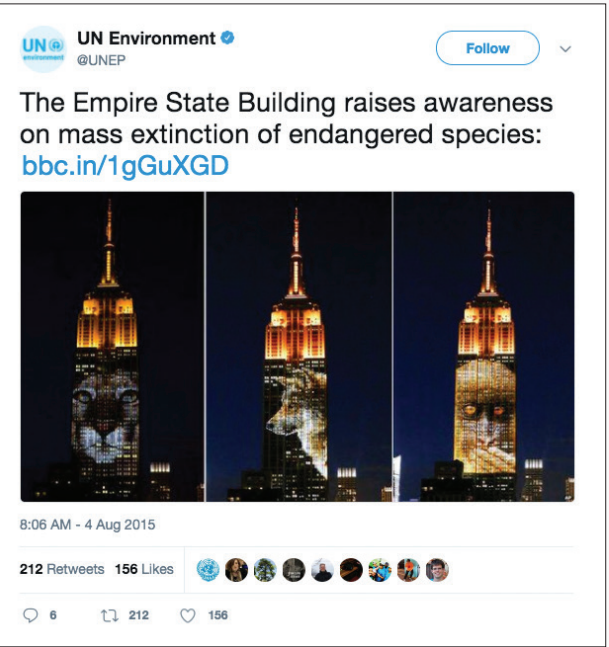 UN
environment
UN Environment
@UNEP
Follow
The Empire State Building raises awareness
on mass extinction of endangered species:
bbc.in/1gGuXGD
8:06 AM - 4 Aug 2015
212 Retweets 156 Likes
6 212 156